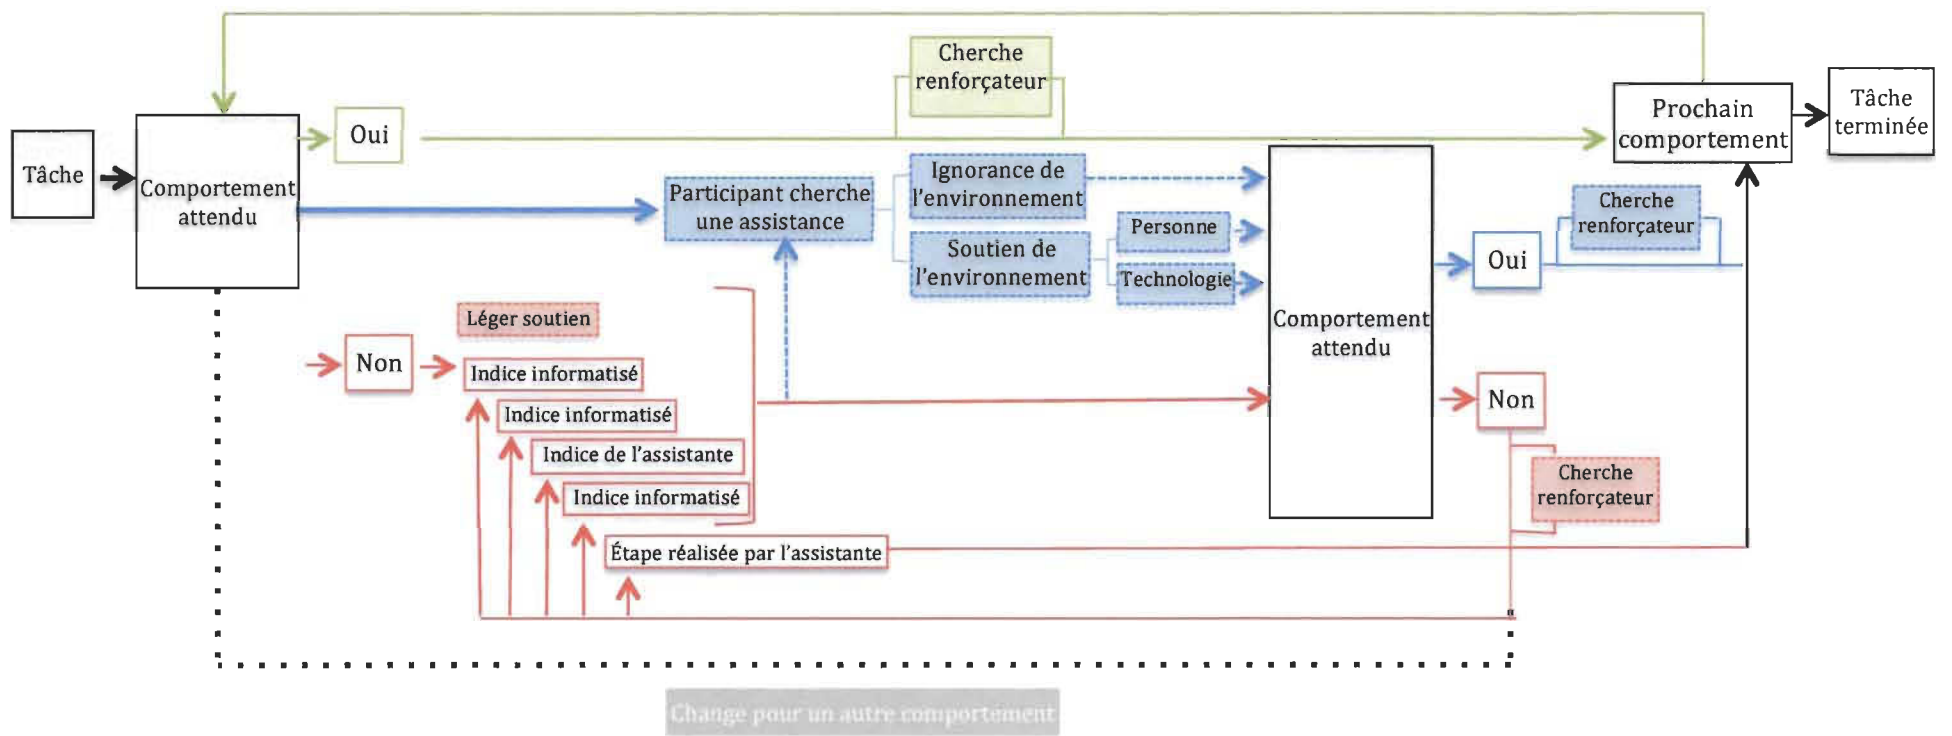 Cherche
renforçateur
Tâche
Comportement
attendu
Oui
Prochain
comportement
Tâche
terminée
Participant cherche
une assistance
Ignorance de
l'environnement
Soutien de
l'environnement
Personne
Technologie
Comportement
attendu
Oui
Cherche
renforçateur
Non
Léger soutien
Indice informatisé
Indice informatisé
Indice de l'assistante
Indice informatisé
Étape réalisée par l'assistante
Non
Cherche
renforçateur
Change pour un autre comportement